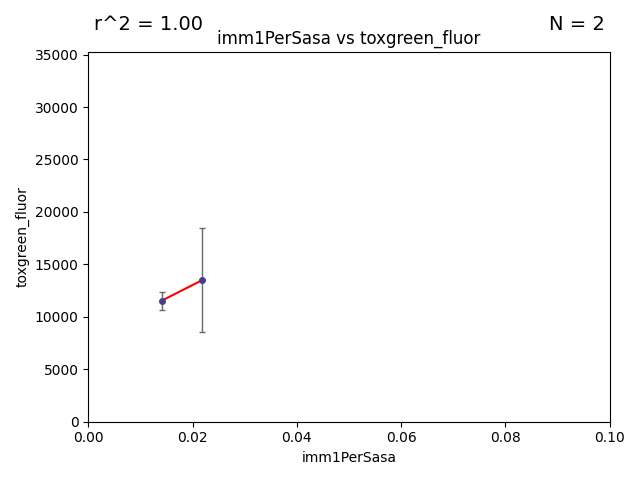 r^2 = 1.00
N = 2
imm1PerSasa vs toxgreen_fluor
35000
30000
25000
20000
15000
10000
5000
0
toxgreen_fluor
0.00
0.02
0.04
0.06
0.08
0.10
imm1PerSasa